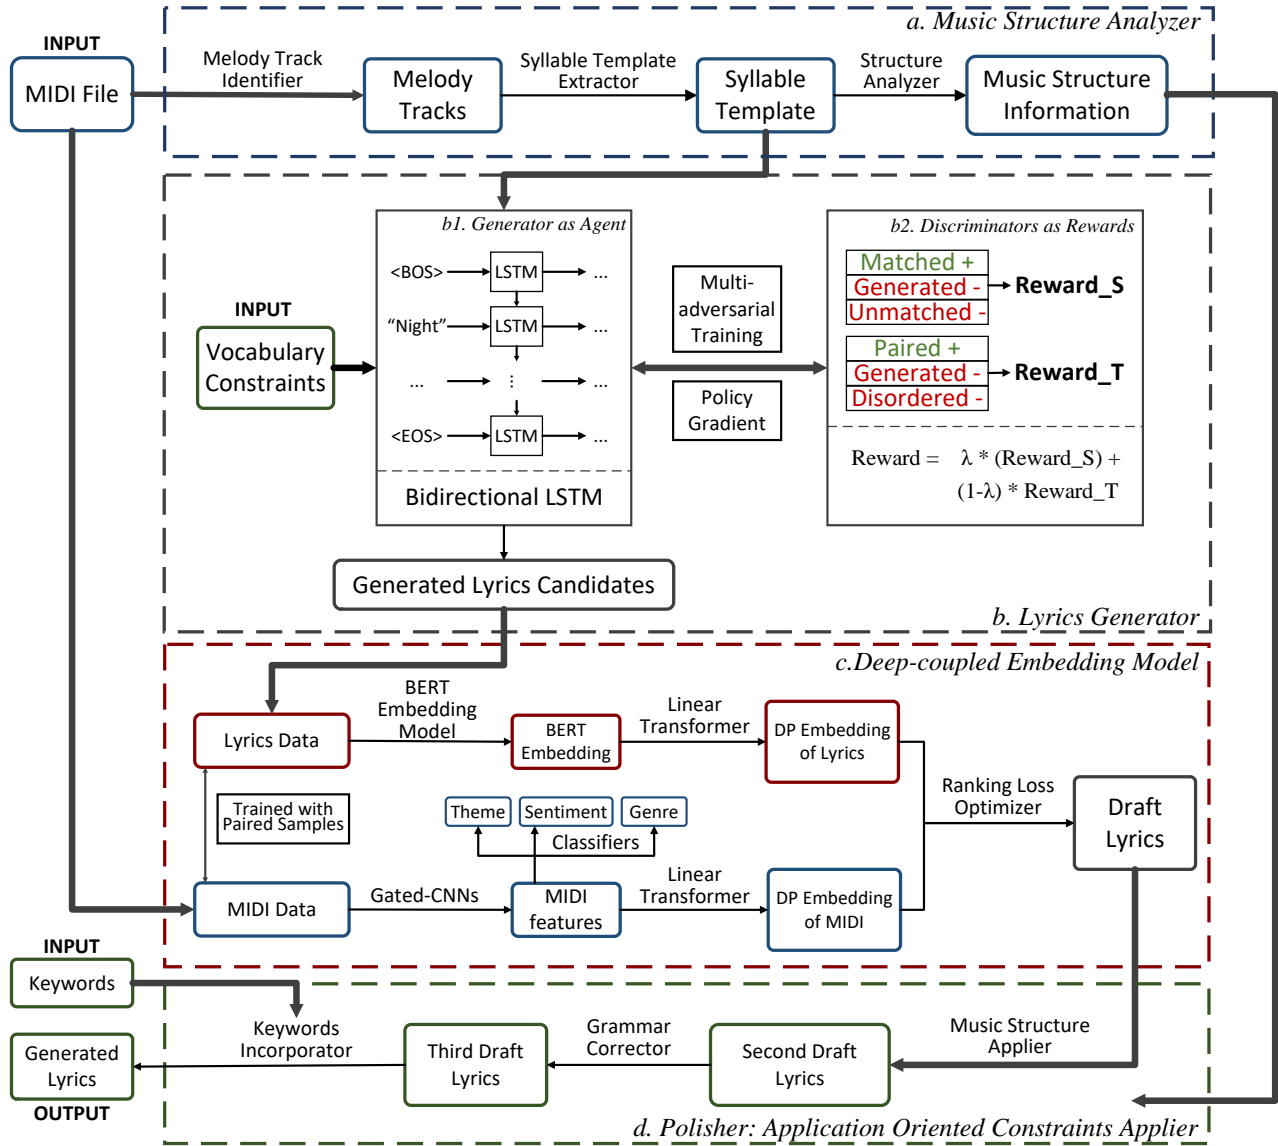 a. Music Structure Analyzer
INPUT
MIDI File
Melody Track
Identifier
Melody
Tracks
Syllable Template
Extractor
Syllable
Template
Structure
Analyzer
Music Structure
Information
b1. Generator as Agent
<BOS>
LSTM
...
“Night”
LSTM
...
...
⋮
...
<EOS>
LSTM
...
Bidirectional LSTM
INPUT
Vocabulary
Constraints
Multi-
adversarial
Training
Policy
Gradient
b2. Discriminators as Rewards
Matched +
Generated -
Unmatched -
Reward_S
Paired +
Generated -
Disordered -
Reward_T
Reward = λ * (Reward_S) +
(1-λ) * Reward_T
Generated Lyrics Candidates
b. Lyrics Generator
c.Deep-coupled Embedding Model
Lyrics Data
BERT
Embedding
Model
BERT
Embedding
Linear
Transformer
DP Embedding
of Lyrics
Trained with
Paired Samples
Theme
Sentiment
Genre
Classifiers
Ranking Loss
Optimizer
Draft
Lyrics
MIDI Data
Gated-CNNs
MIDI
features
Linear
Transformer
DP Embedding
of MIDI
INPUT
Keywords
Generated
Lyrics
OUTPUT
Keywords
Incorporator
Third Draft
Lyrics
Grammar
Corrector
Second Draft
Lyrics
Music Structure
Applier
d. Polisher: Application Oriented Constraints Applier